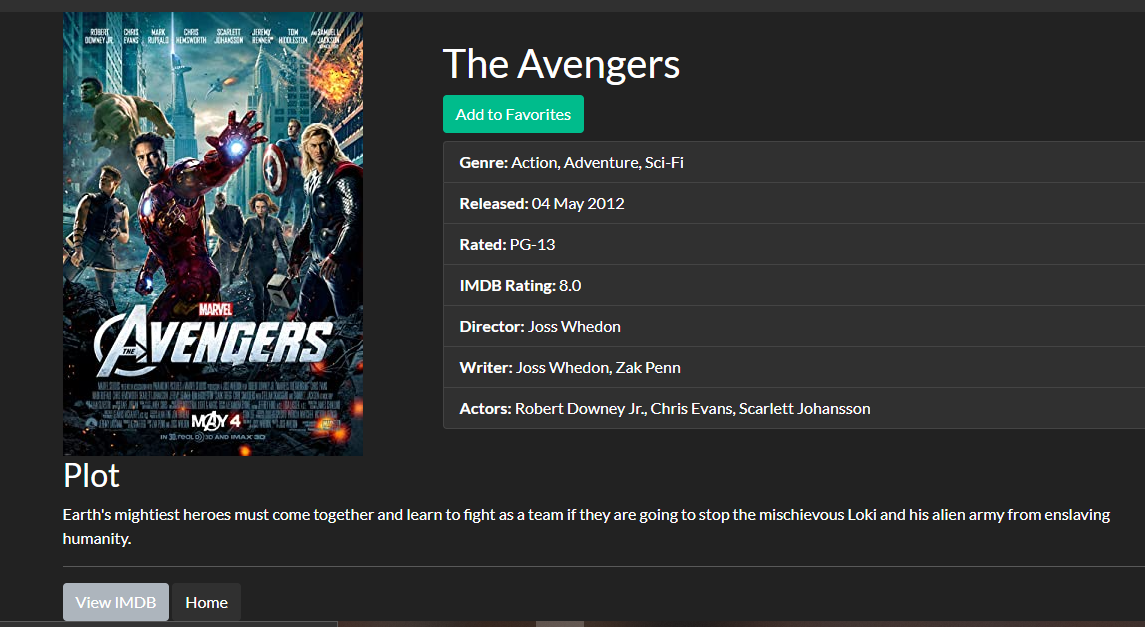 ROBERT DOWNEY JR.
CHRIS EVANS
MARK RUFFALO
CHRIS HEMSWORTH
SCARLETT JOHANSSON
JEREMY RENNER
TOM HIDDLESTON
AND SAMUEL L. JACKSON
MARVEL
THE AVENGERS
MAY 4
IN REAL D 3D AND IMAX 3D
The Avengers
Add to Favorites
Genre: Action, Adventure, Sci-Fi
Released: 04 May 2012
Rated: PG-13
IMDB Rating: 8.0
Director: Joss Whedon
Writer: Joss Whedon, Zak Penn
Actors: Robert Downey Jr., Chris Evans, Scarlett Johansson
Plot
Earth's mightiest heroes must come together and learn to fight as a team if they are going to stop the mischievous Loki and his alien army from enslaving
humanity.
View IMDB
Home